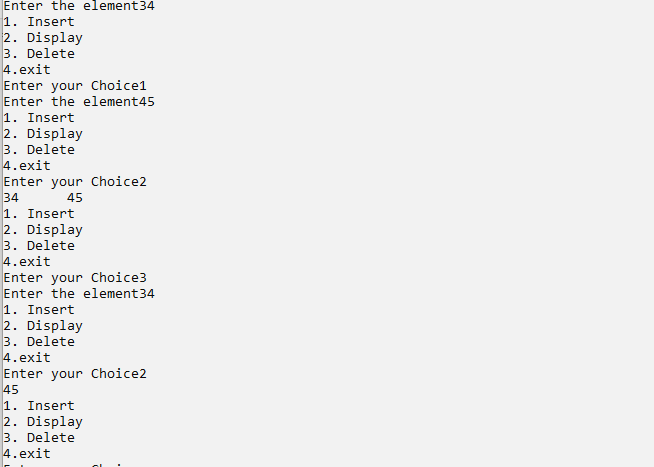 Enter the element34
1. Insert
2. Display
3. Delete
4.exit
Enter your Choice1
Enter the element45
1. Insert
2. Display
3. Delete
4.exit
Enter your Choice2
34      45
1. Insert
2. Display
3. Delete
4.exit
Enter your Choice3
Enter the element34
1. Insert
2. Display
3. Delete
4.exit
Enter your Choice2
45
1. Insert
2. Display
3. Delete
4.exit